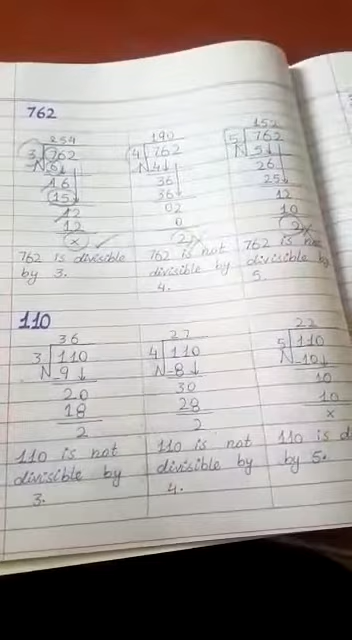 762
254 190 152
3 762 4 762 5 762
N 6↓ N 4↓↓ N 5↓
16 36 26
15↓ 36↓ 25↓
12 02 12
12 0 10
x ✓ 2 2 x
762 is divisible 762 is not 762 is not
by 3. divisible by divisible by
4. 5.
110
36 27 22
3 110 4 110 5 110
N 9↓ N -8↓ N -10↓
20 30 10
18 28 10
2 2 x
110 is not 110 is not 110 is d
divisible by divisible by by 5.
3. 4.